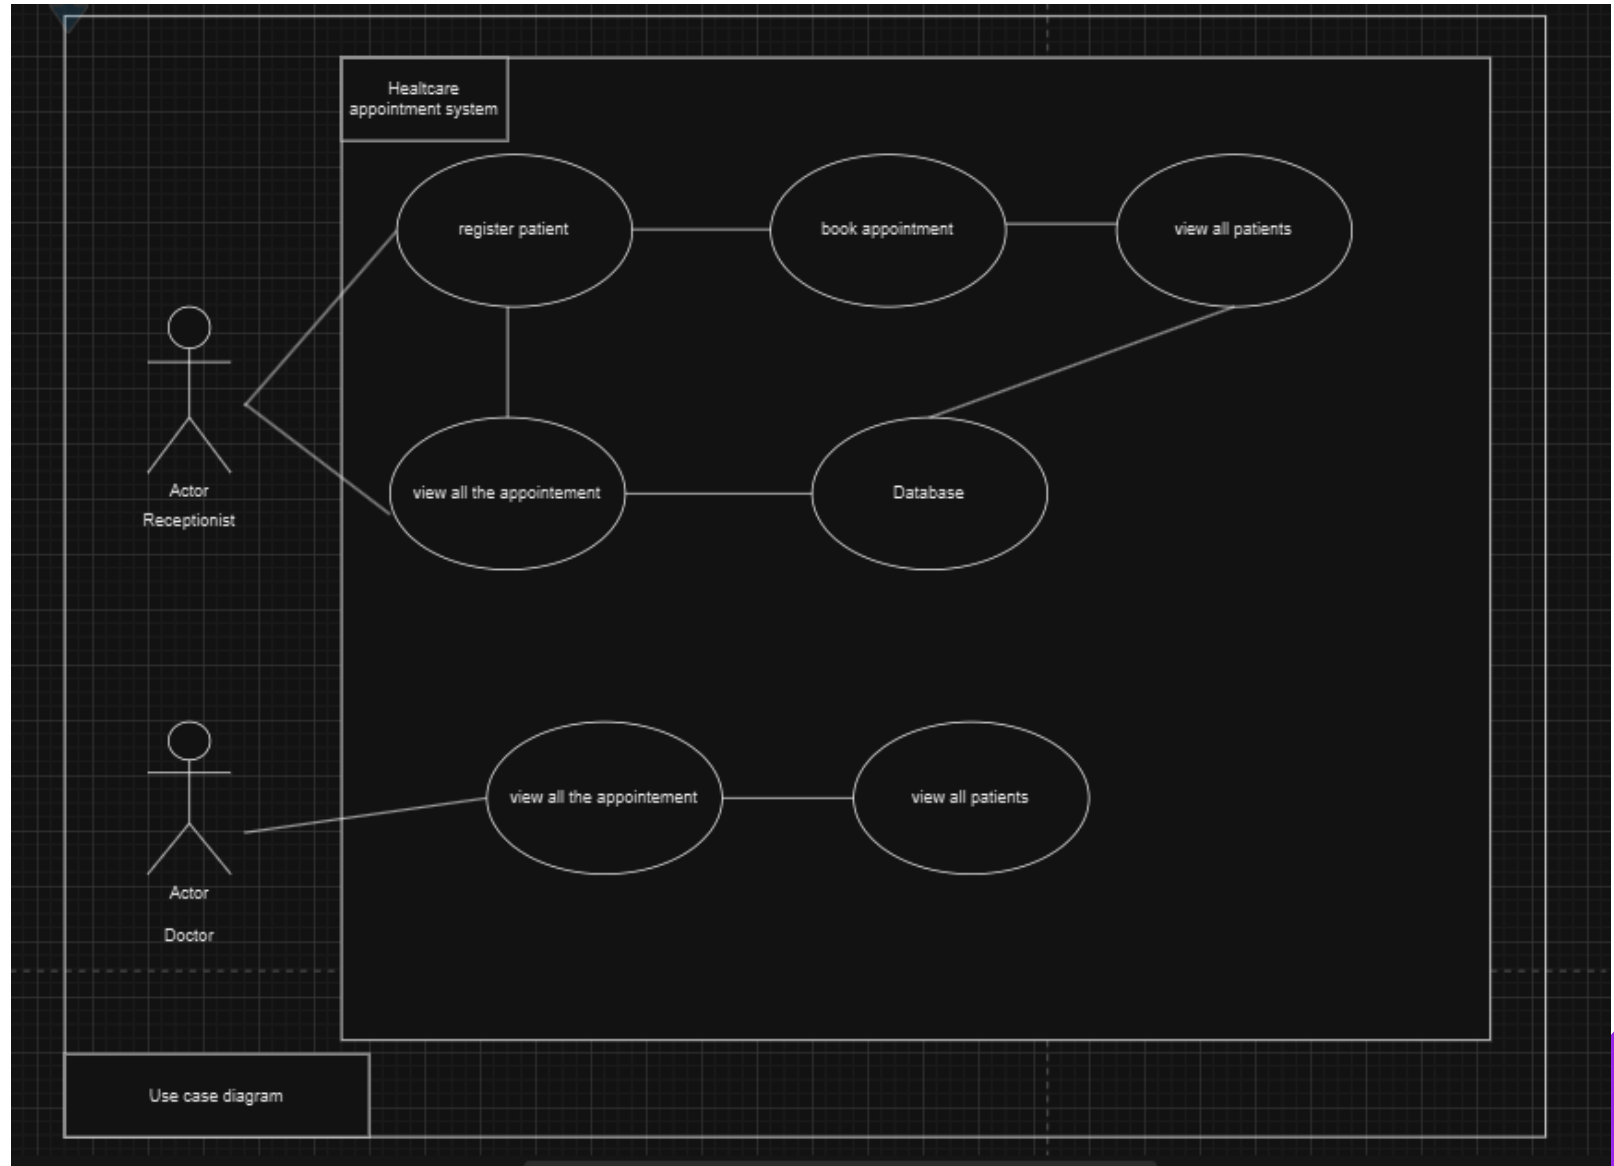 Healtcare
appointment system
register patient
book appointment
view all patients
Actor
Receptionist
view all the appointement
Database
view all the appointement
view all patients
Actor
Doctor
Use case diagram